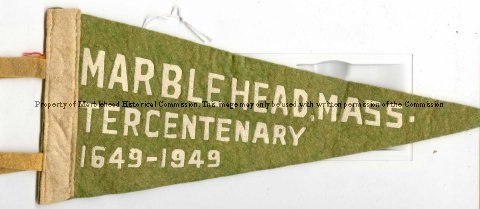 MARBLEHEAD, MASS.
Property of Marblehead Historical Commission. This image may only be used with written permission of the Commission
TERCENTENARY
1649-1949